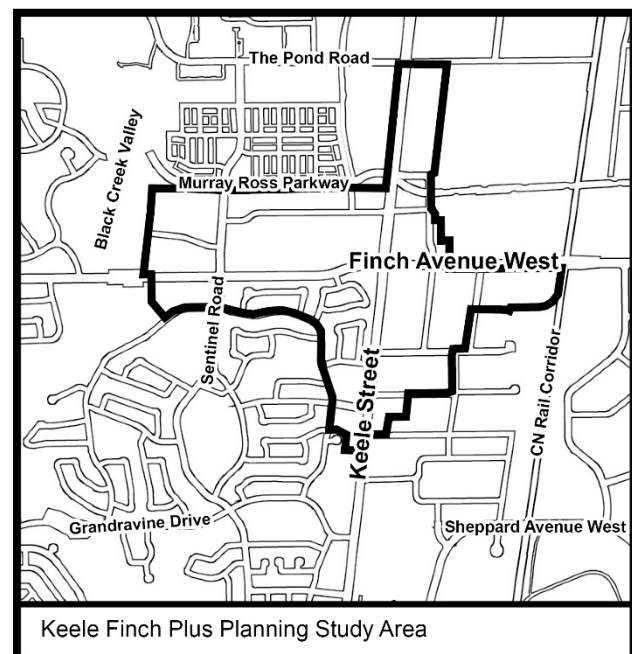 The Pond Road
Black Creek Valley
Murray Ross Parkway
Finch Avenue West
Sentinel Road
Keele Street
CN Rail Corridor
Grandravine Drive
Sheppard Avenue West
Keele Finch Plus Planning Study Area